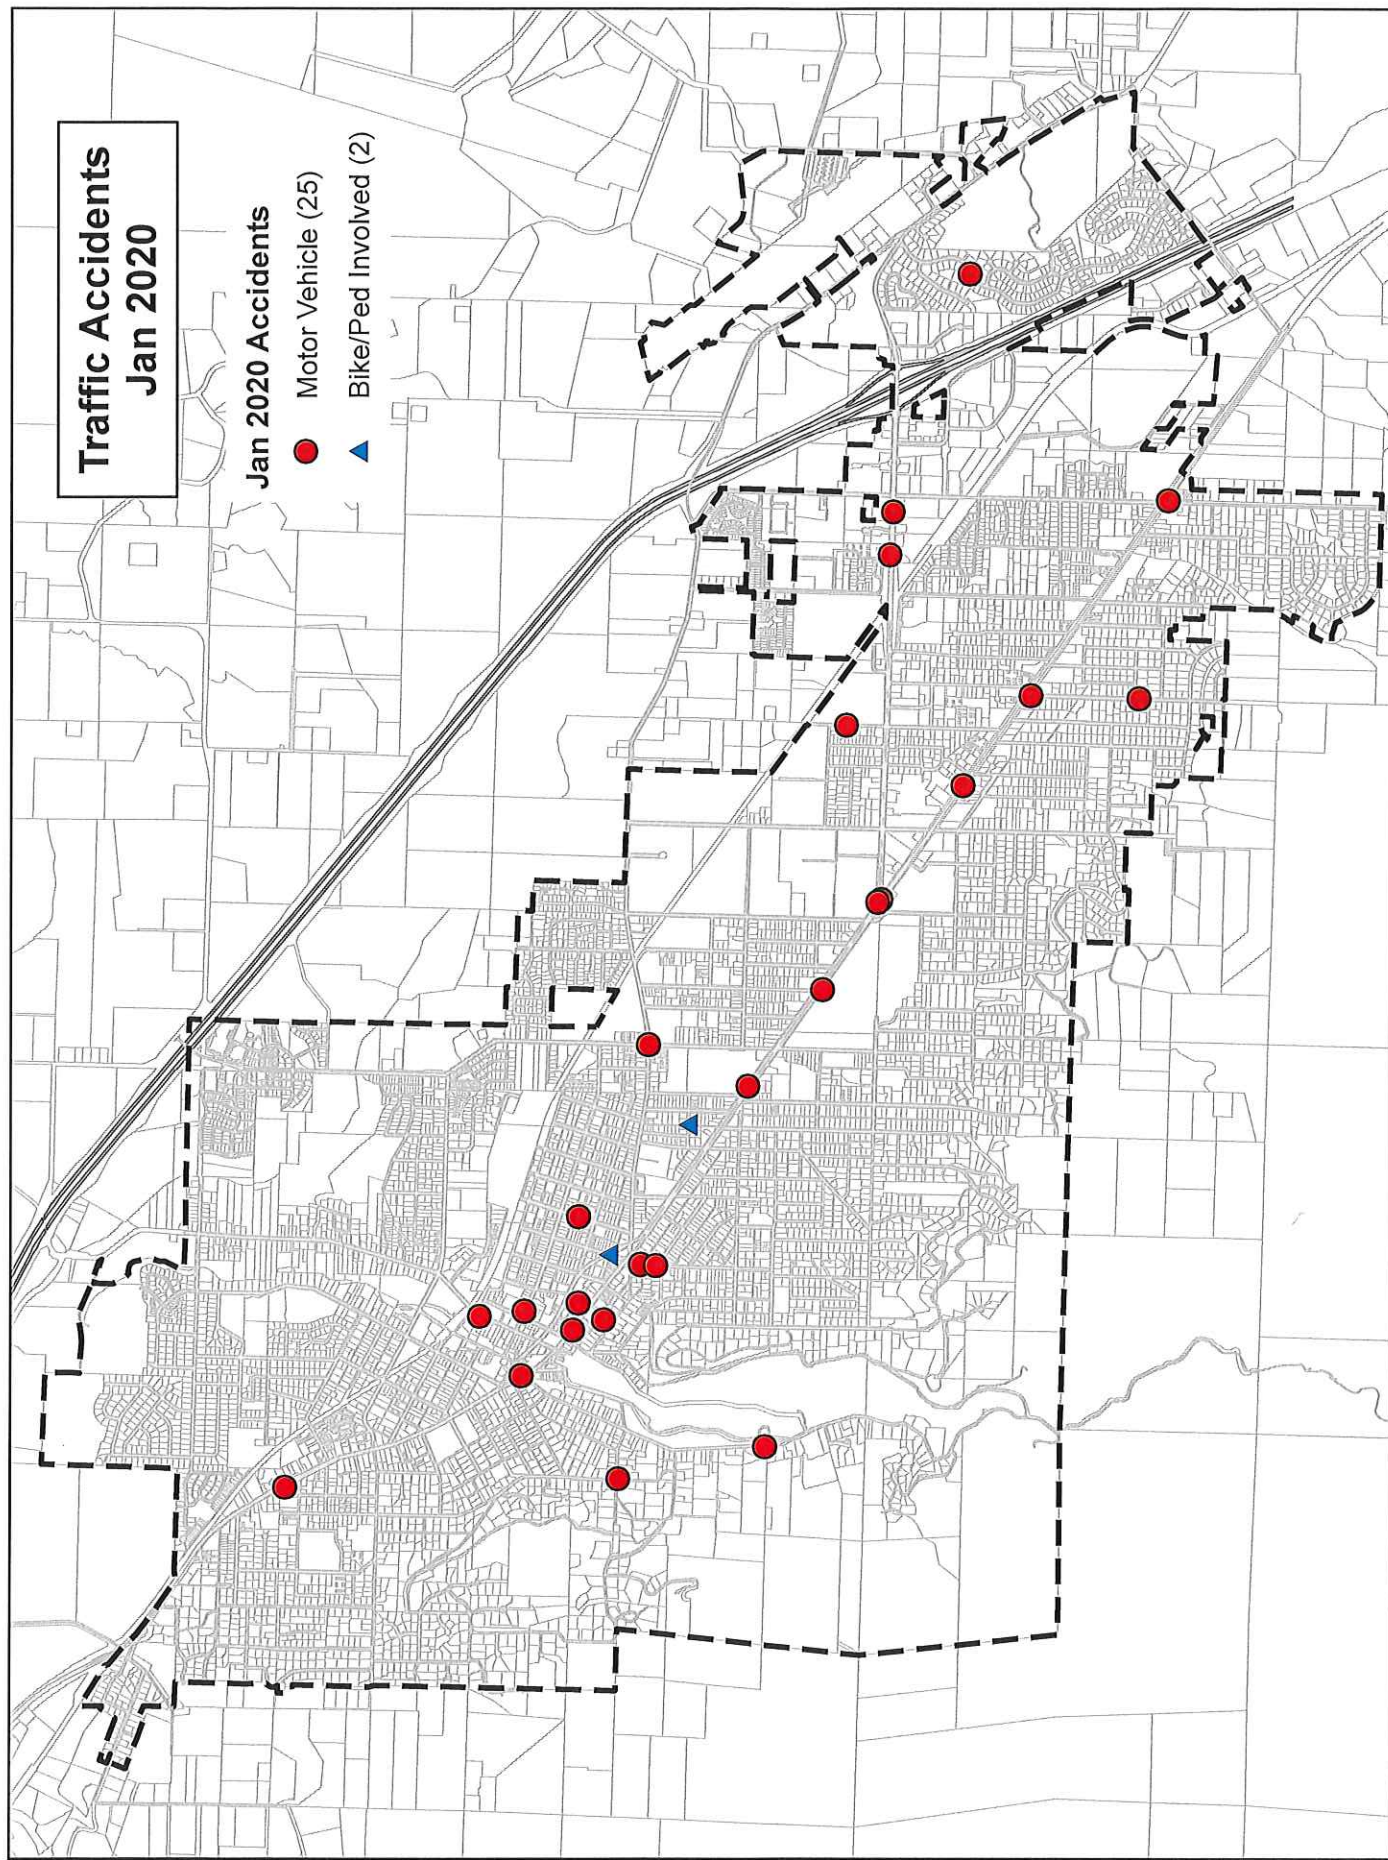 Traffic Accidents
Jan 2020
Jan 2020 Accidents
Motor Vehicle (25)
Bike/Ped Involved (2)